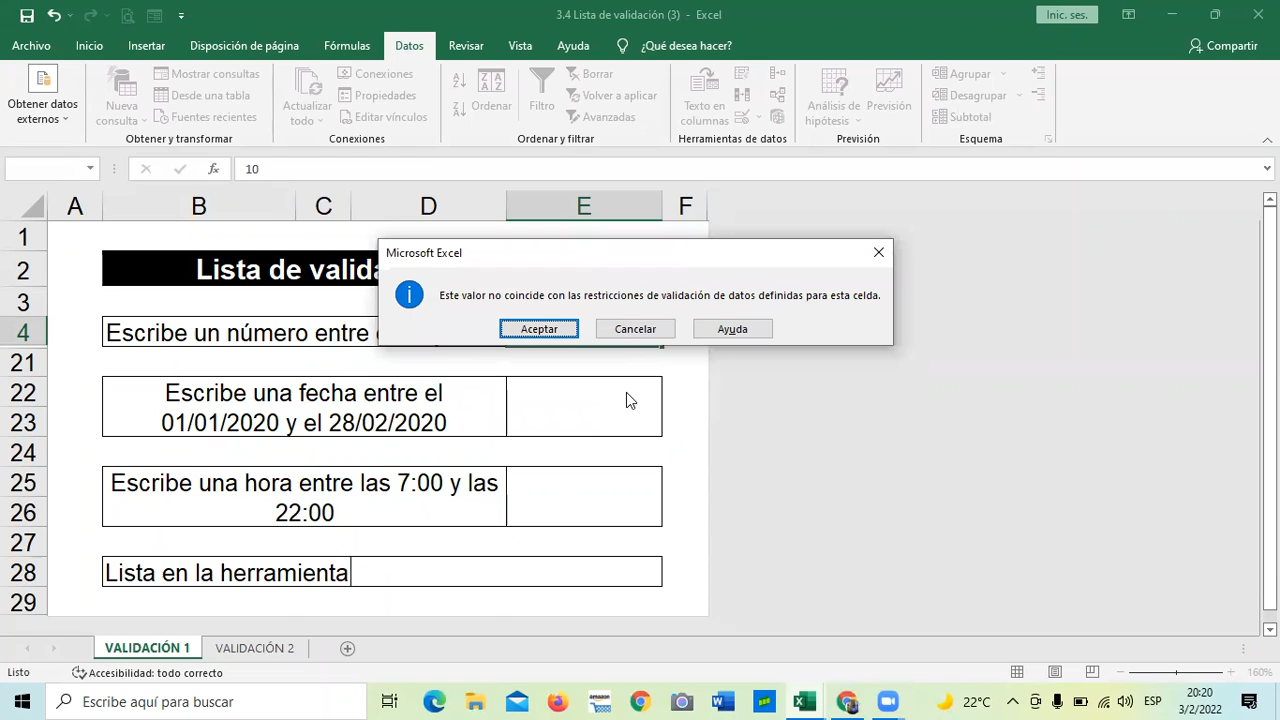 3.4 Lista de validación (3) - Excel
Inic. ses.
Archivo Inicio Insertar Disposición de página Fórmulas Datos Revisar Vista Ayuda ¿Qué desea hacer? Compartir
Obtener datos externos
Nueva consulta
Mostrar consultas
Desde una tabla
Fuentes recientes
Obtener y transformar
Actualizar todo
Conexiones
Propiedades
Editar vínculos
Conexiones
Ordenar
Filtro
Borrar
Volver a aplicar
Avanzadas
Ordenar y filtrar
Texto en columnas
Herramientas de datos
Análisis de hipótesis
Previsión
Previsión
Agrupar
Desagrupar
Subtotal
Esquema
fx 10
A B C D E F
1
2 Lista de valida
3
4 Escribe un número entre
21
22 Escribe una fecha entre el
23 01/01/2020 y el 28/02/2020
24
25 Escribe una hora entre las 7:00 y las
26 22:00
27
28 Lista en la herramienta
29
Microsoft Excel
Este valor no coincide con las restricciones de validación de datos definidas para esta celda.
Aceptar Cancelar Ayuda
VALIDACIÓN 1 VALIDACIÓN 2
Listo Accesibilidad: todo correcto 160%
Escribe aquí para buscar
amazon
22°C ESP 20:20
3/2/2022